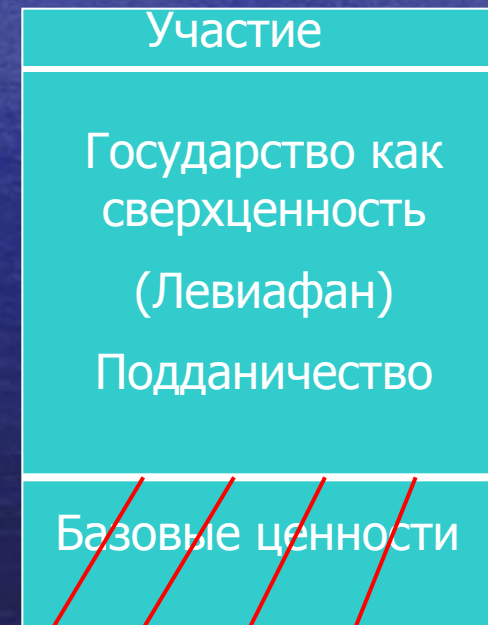 Участие
Государство как
сверхценность
(Левиафан)
Подданичество
Базовые ценности